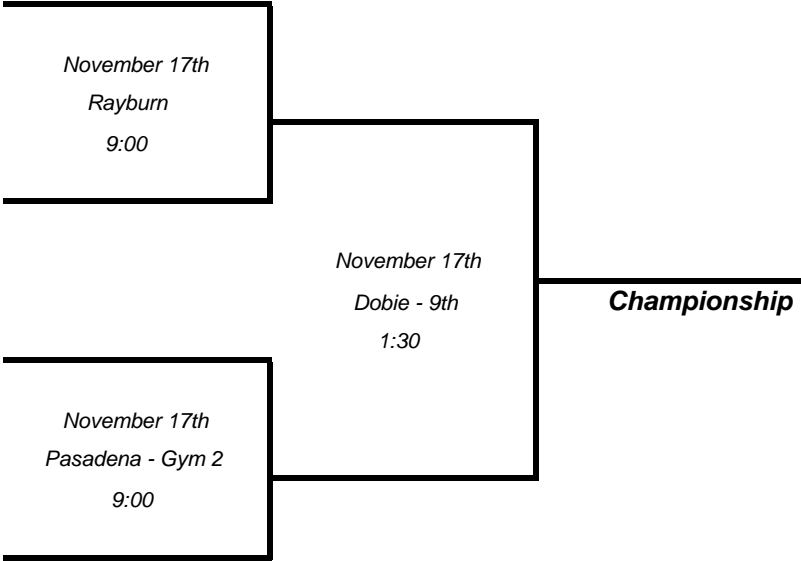 November 17th
Rayburn
9:00
November 17th
Dobie - 9th
1:30
Championship
November 17th
Pasadena - Gym 2
9:00